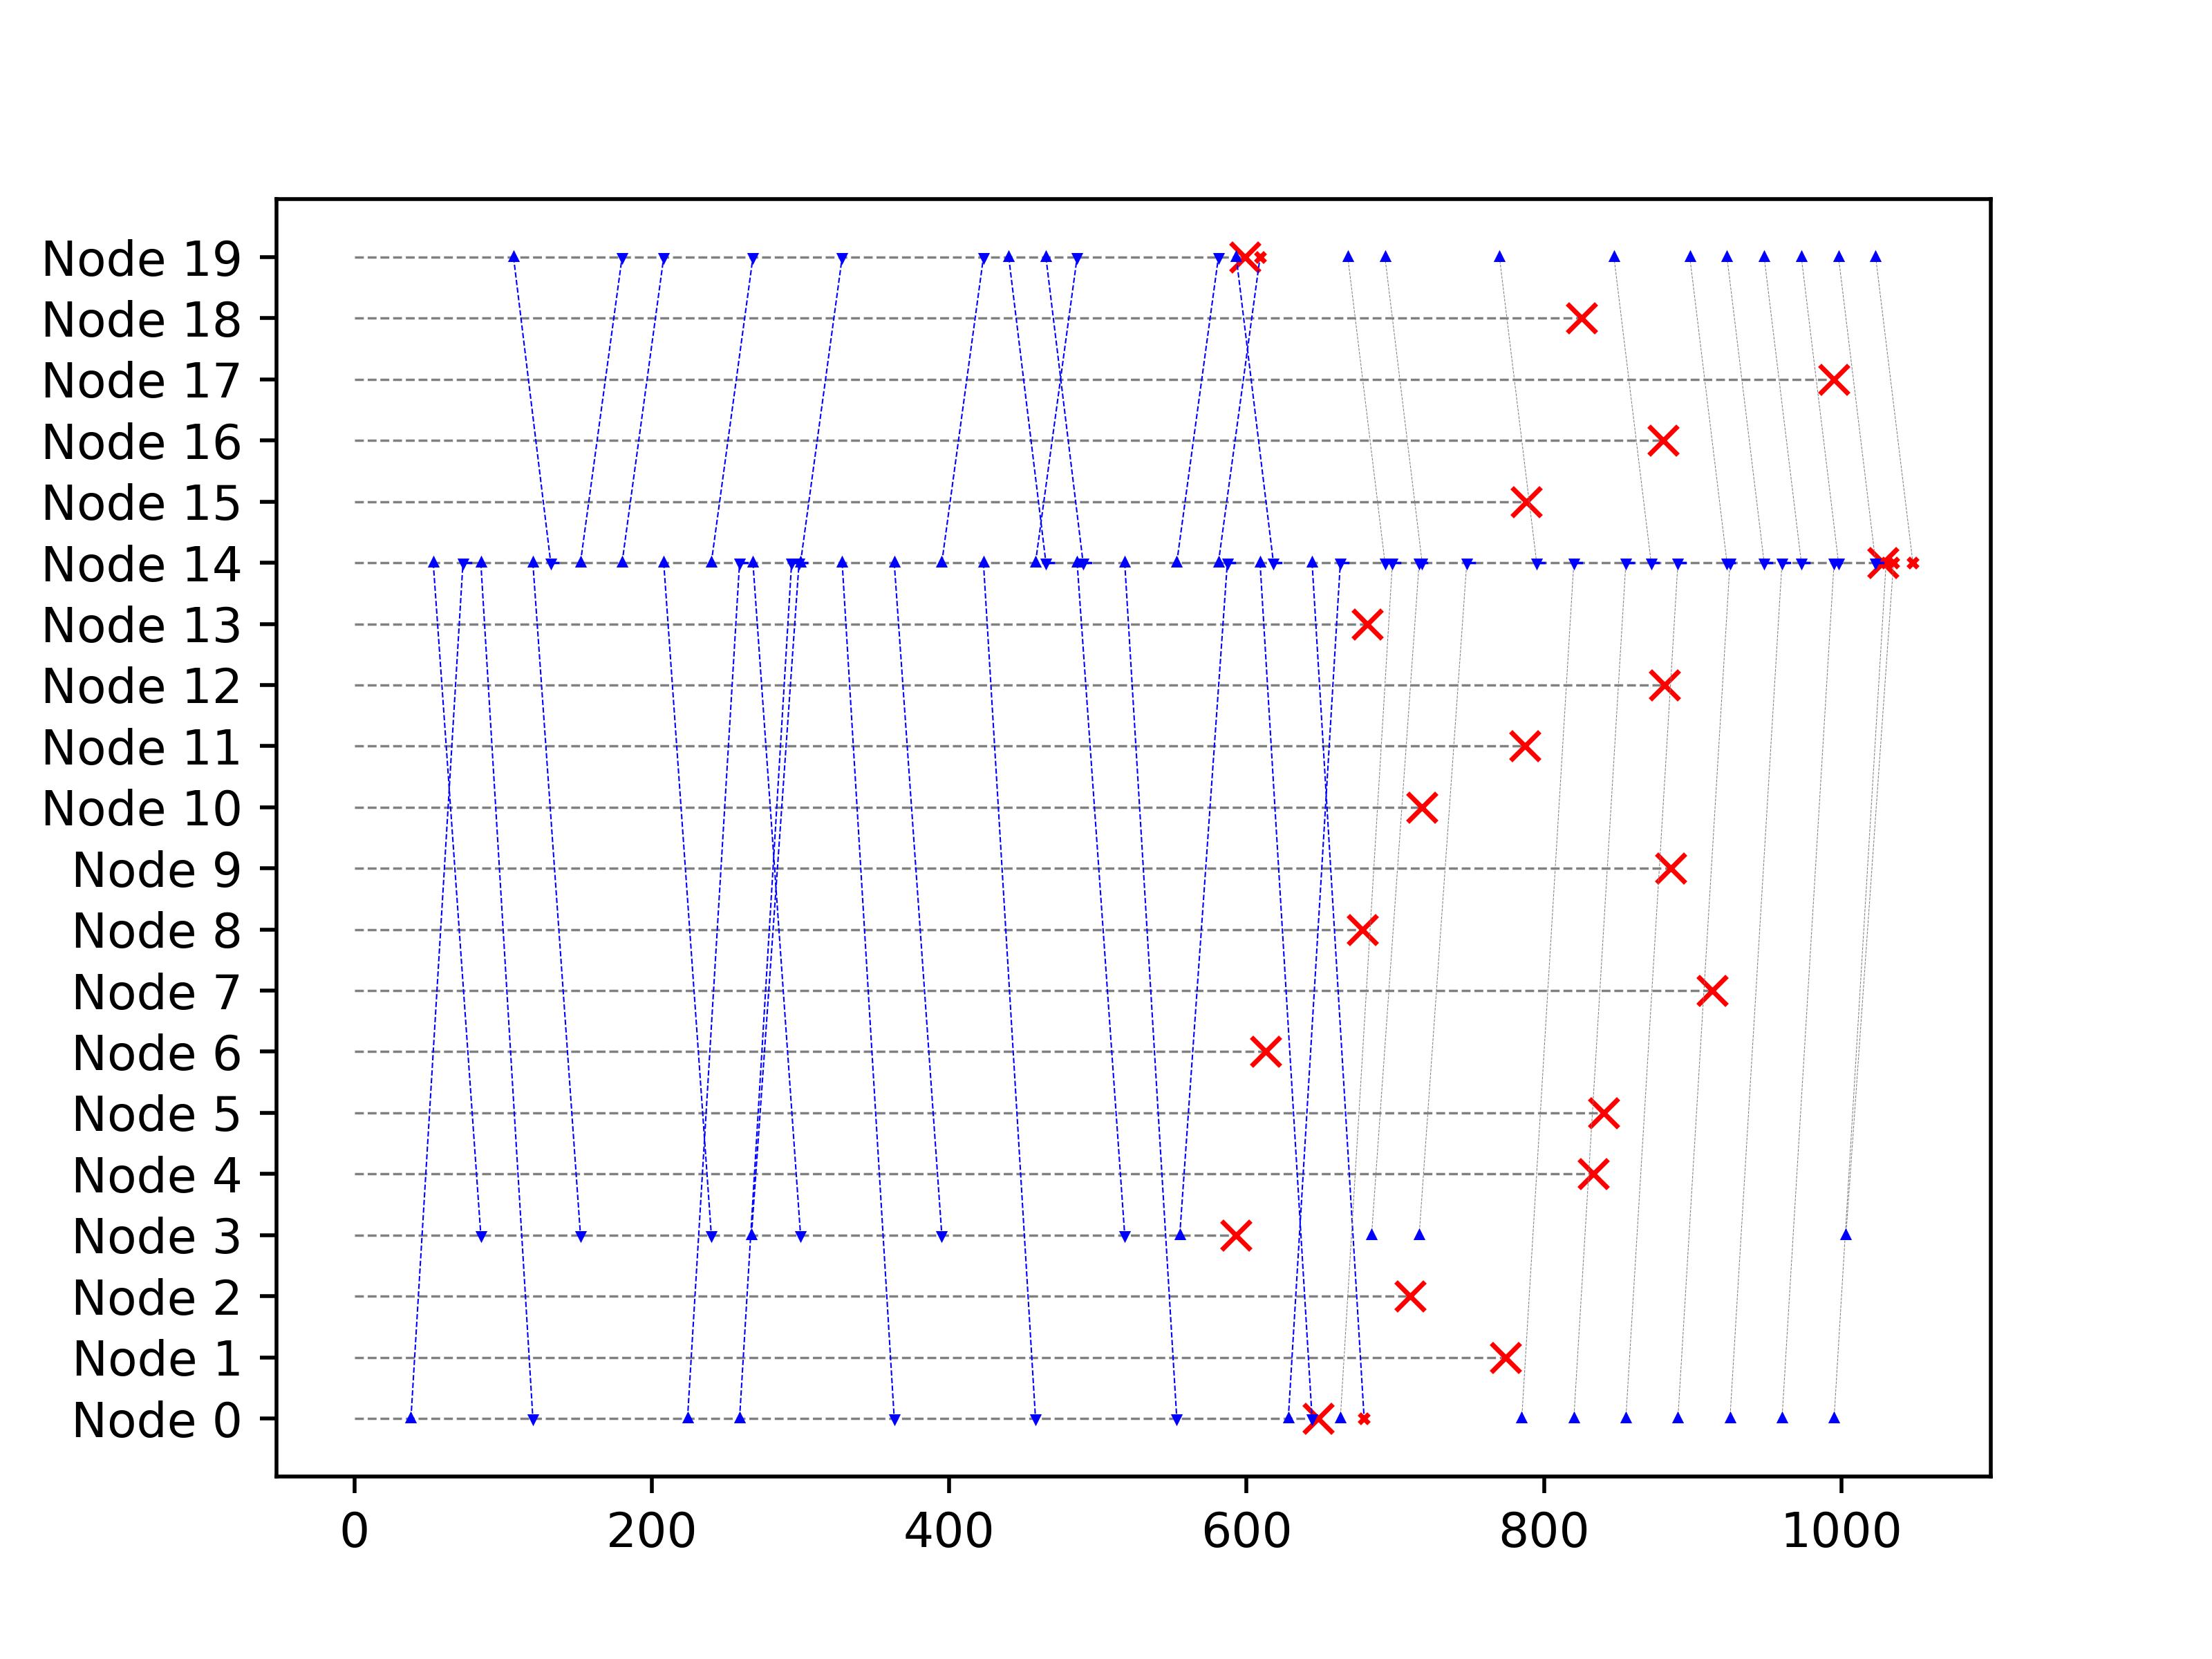 Node 19
Node 18
Node 17
Node 16
Node 15
Node 14
Node 13
Node 12
Node 11
Node 10
Node 9
Node 8
Node 7
Node 6
Node 5
Node 4
Node 3
Node 2
Node 1
Node 0
0 200 400 600 800 1000